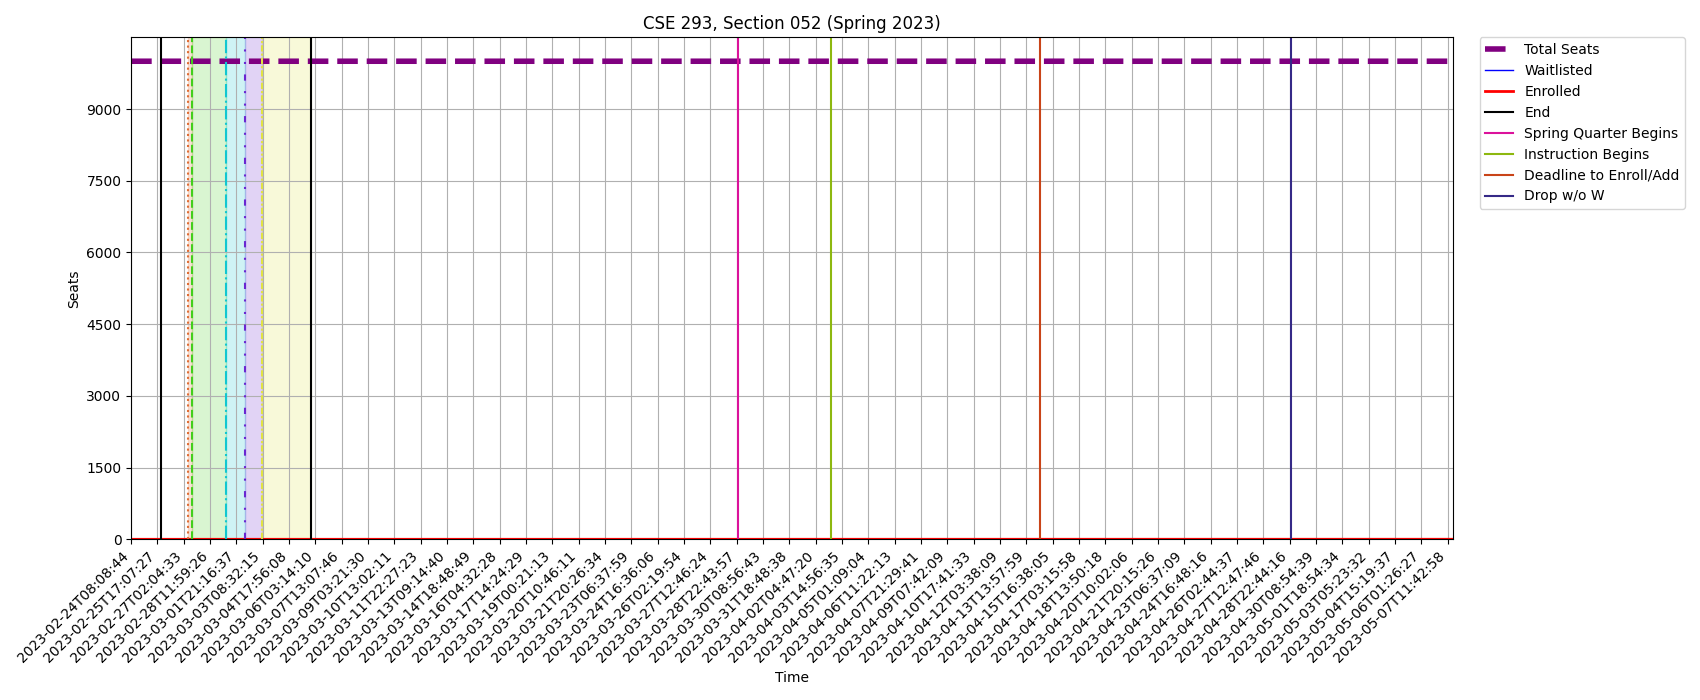 CSE 293, Section 052 (Spring 2023)
Total Seats
Waitlisted
Enrolled
End
Spring Quarter Begins
Instruction Begins
Deadline to Enroll/Add
Drop w/o W
Seats
9000
7500
6000
4500
3000
1500
0
2023-02-24T08:08:44
2023-02-25T17:07:27
2023-02-27T02:04:33
2023-02-28T11:59:26
2023-03-01T21:16:37
2023-03-03T08:32:15
2023-03-04T17:56:08
2023-03-06T03:14:10
2023-03-07T13:07:46
2023-03-09T03:21:30
2023-03-10T13:02:11
2023-03-11T22:27:23
2023-03-13T09:14:40
2023-03-14T18:48:49
2023-03-16T04:32:28
2023-03-17T14:24:29
2023-03-19T00:21:13
2023-03-20T10:46:11
2023-03-21T20:26:34
2023-03-23T06:37:59
2023-03-24T16:36:06
2023-03-26T02:19:54
2023-03-27T12:46:24
2023-03-28T22:43:57
2023-03-30T08:56:43
2023-03-31T18:48:38
2023-04-02T04:47:20
2023-04-03T14:56:35
2023-04-05T01:09:04
2023-04-06T11:22:13
2023-04-07T21:29:41
2023-04-09T07:42:09
2023-04-10T17:41:33
2023-04-12T03:38:09
2023-04-13T13:57:59
2023-04-15T16:38:05
2023-04-17T03:15:58
2023-04-18T13:50:18
2023-04-20T10:02:06
2023-04-21T20:15:26
2023-04-23T06:37:09
2023-04-24T16:48:16
2023-04-26T02:44:37
2023-04-27T12:47:46
2023-04-28T22:44:16
2023-04-30T08:54:39
2023-05-01T18:54:34
2023-05-03T05:23:32
2023-05-04T15:19:37
2023-05-06T01:26:27
2023-05-07T11:42:58
Time